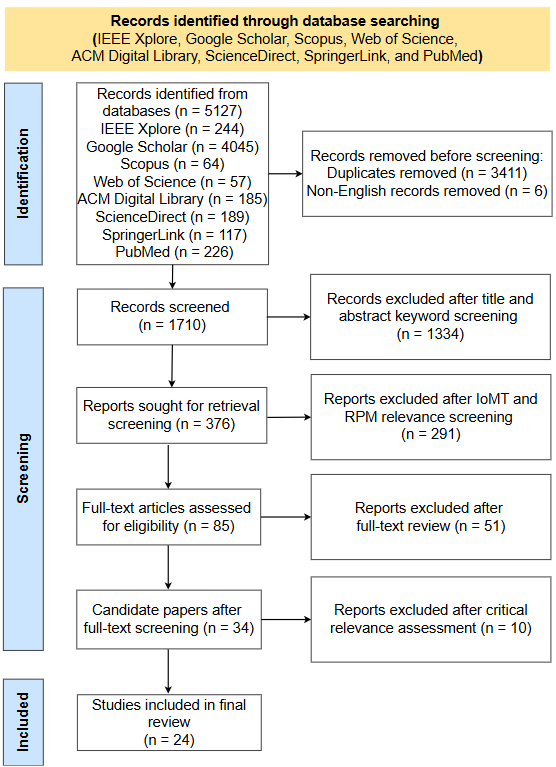 Records identified through database searching
(IEEE Xplore, Google Scholar, Scopus, Web of Science,
ACM Digital Library, ScienceDirect, SpringerLink, and PubMed)
Identification
Records identified from
databases (n = 5127)
IEEE Xplore (n = 244)
Google Scholar (n = 4045)
Scopus (n = 64)
Web of Science (n = 57)
ACM Digital Library (n = 185)
ScienceDirect (n = 189)
SpringerLink (n = 117)
PubMed (n = 226)
Records removed before screening:
Duplicates removed (n = 3411)
Non-English records removed (n = 6)
Screening
Records screened
(n = 1710)
Records excluded after title and
abstract keyword screening
(n = 1334)
Reports sought for retrieval
screening (n = 376)
Reports excluded after IoMT and
RPM relevance screening
(n = 291)
Full-text articles assessed
for eligibility (n = 85)
Reports excluded after
full-text review (n = 51)
Candidate papers after
full-text screening (n = 34)
Reports excluded after critical
relevance assessment (n = 10)
Included
Studies included in final
review
(n = 24)